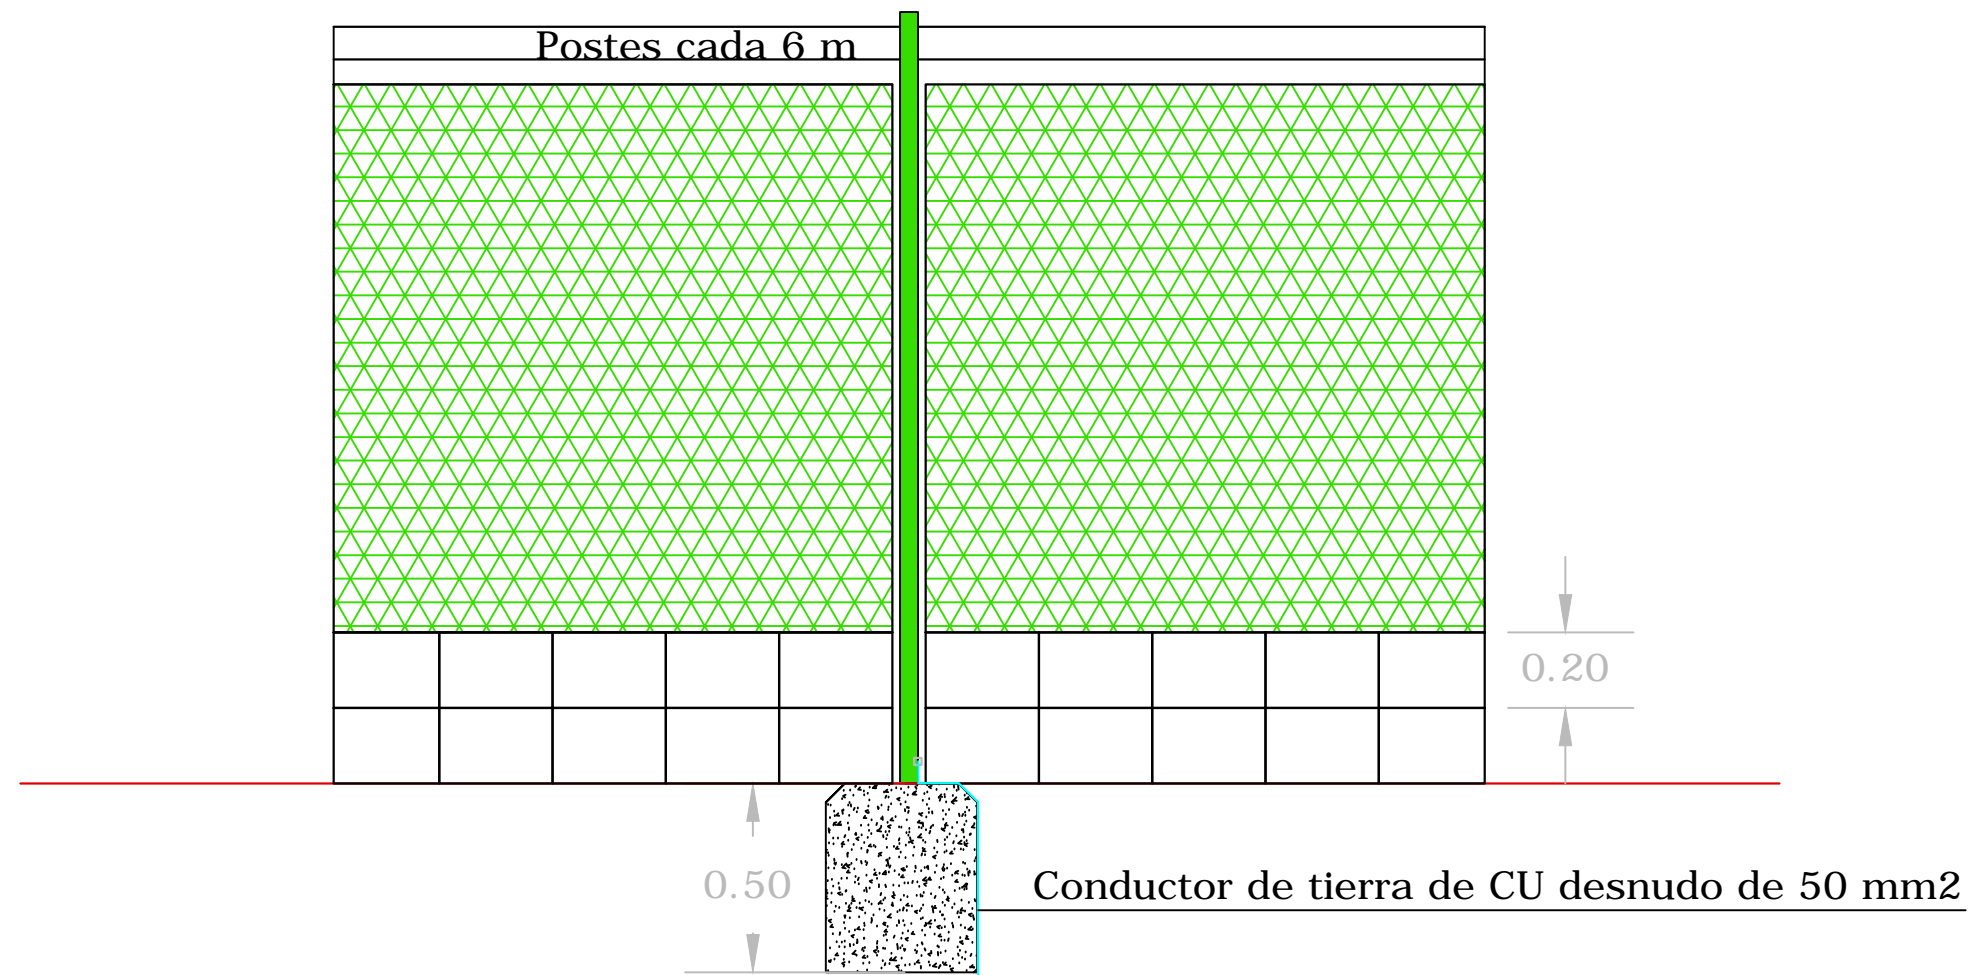 Postes cada 6 m
0.20
0.50
Conductor de tierra de CU desnudo de 50 mm2